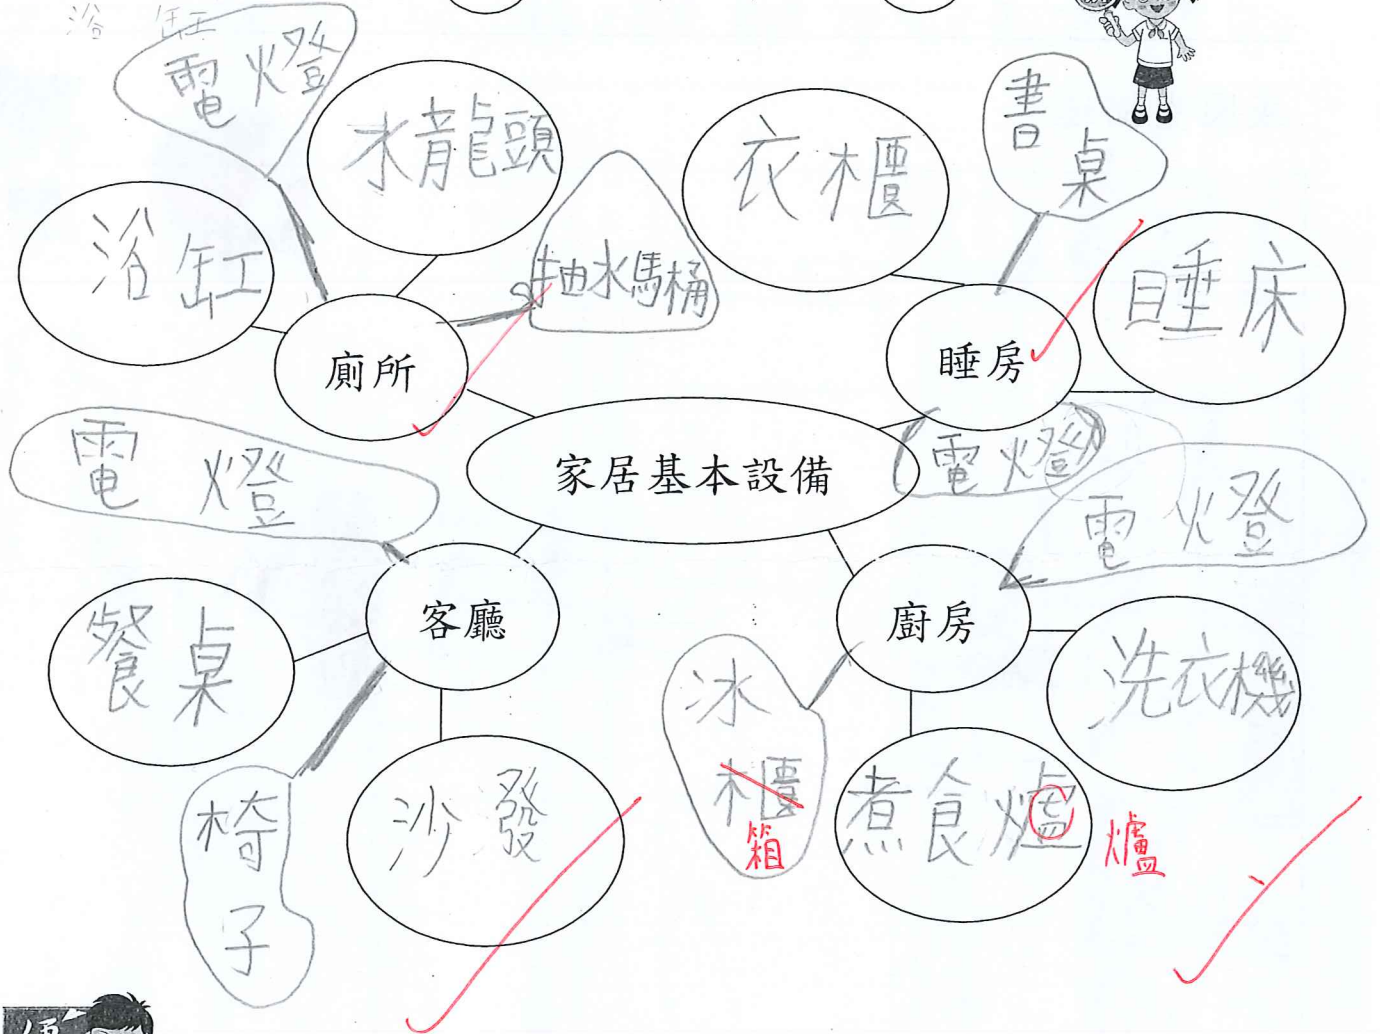 浴 缸
電燈
水龍頭
衣櫃
書桌
浴缸
抽水馬桶
睡床
廁所
睡房
電燈
家居基本設備
電燈
電燈
餐桌
客廳
廚房
洗衣機
冰
櫃
箱
椅
子
沙發
煮食爐
爐